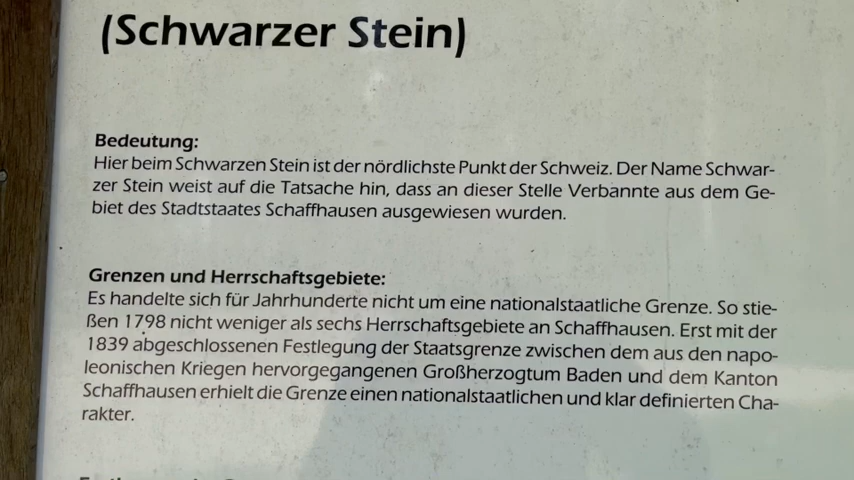 (Schwarzer Stein)
Bedeutung:
Hier beim Schwarzen Stein ist der nördlichste Punkt der Schweiz. Der Name Schwar-
zer Stein weist auf die Tatsache hin, dass an dieser Stelle Verbannte aus dem Ge-
biet des Stadtstaates Schaffhausen ausgewiesen wurden.
Grenzen und Herrschaftsgebiete:
Es handelte sich für Jahrhunderte nicht um eine nationalstaatliche Grenze. So stie-
ßen 1798 nicht weniger als sechs Herrschaftsgebiete an Schaffhausen. Erst mit der
1839 abgeschlossenen Festlegung der Staatsgrenze zwischen dem aus den napo-
leonischen Kriegen hervorgegangenen Großherzogtum Baden und dem Kanton
Schaffhausen erhielt die Grenze einen nationalstaatlichen und klar definierten Cha-
rakter.